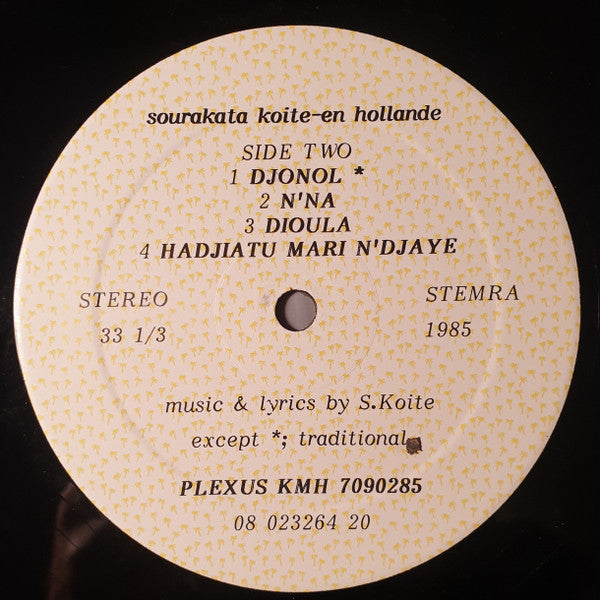 sourakata koite-en hollande
SIDE TWO
1 DJONOL *
2 N'NA
3 DIOULA
4 HADJIATU MARI N'DJAYE
STEREO
33 1/3
STEMRA
1985
music & lyrics by S.Koite
except *; traditional
PLEXUS KMH 7090285
08 023264 20